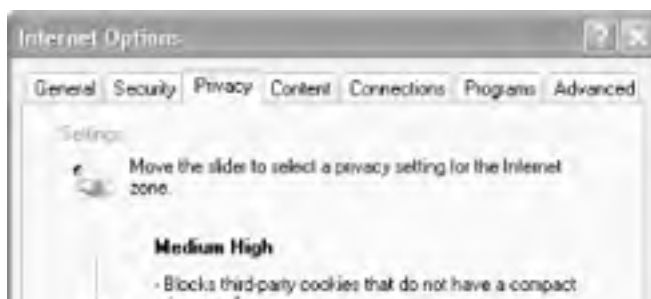 Internet Options
General Security Privacy Content Connections Programs Advanced
Settings
Move the slider to select a privacy setting for the Internet
zone.
Medium High
- Blocks third-party cookies that do not have a compact